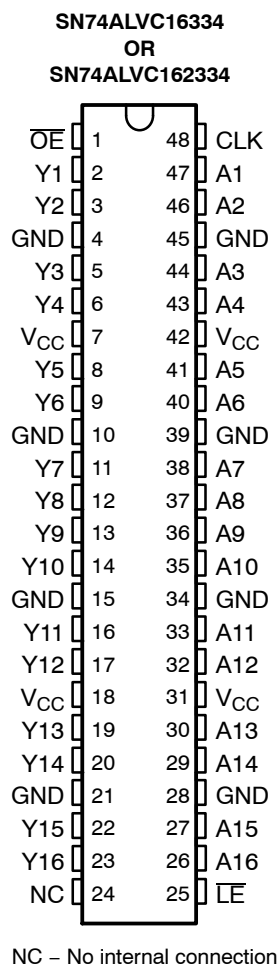 SN74ALVC16334
OR
SN74ALVC162334
O̅E̅ 1 48 CLK
Y1 2 47 A1
Y2 3 46 A2
GND 4 45 GND
Y3 5 44 A3
Y4 6 43 A4
VCC 7 42 VCC
Y5 8 41 A5
Y6 9 40 A6
GND 10 39 GND
Y7 11 38 A7
Y8 12 37 A8
Y9 13 36 A9
Y10 14 35 A10
GND 15 34 GND
Y11 16 33 A11
Y12 17 32 A12
VCC 18 31 VCC
Y13 19 30 A13
Y14 20 29 A14
GND 21 28 GND
Y15 22 27 A15
Y16 23 26 A16
NC 24 25 L̅E̅
NC – No internal connection